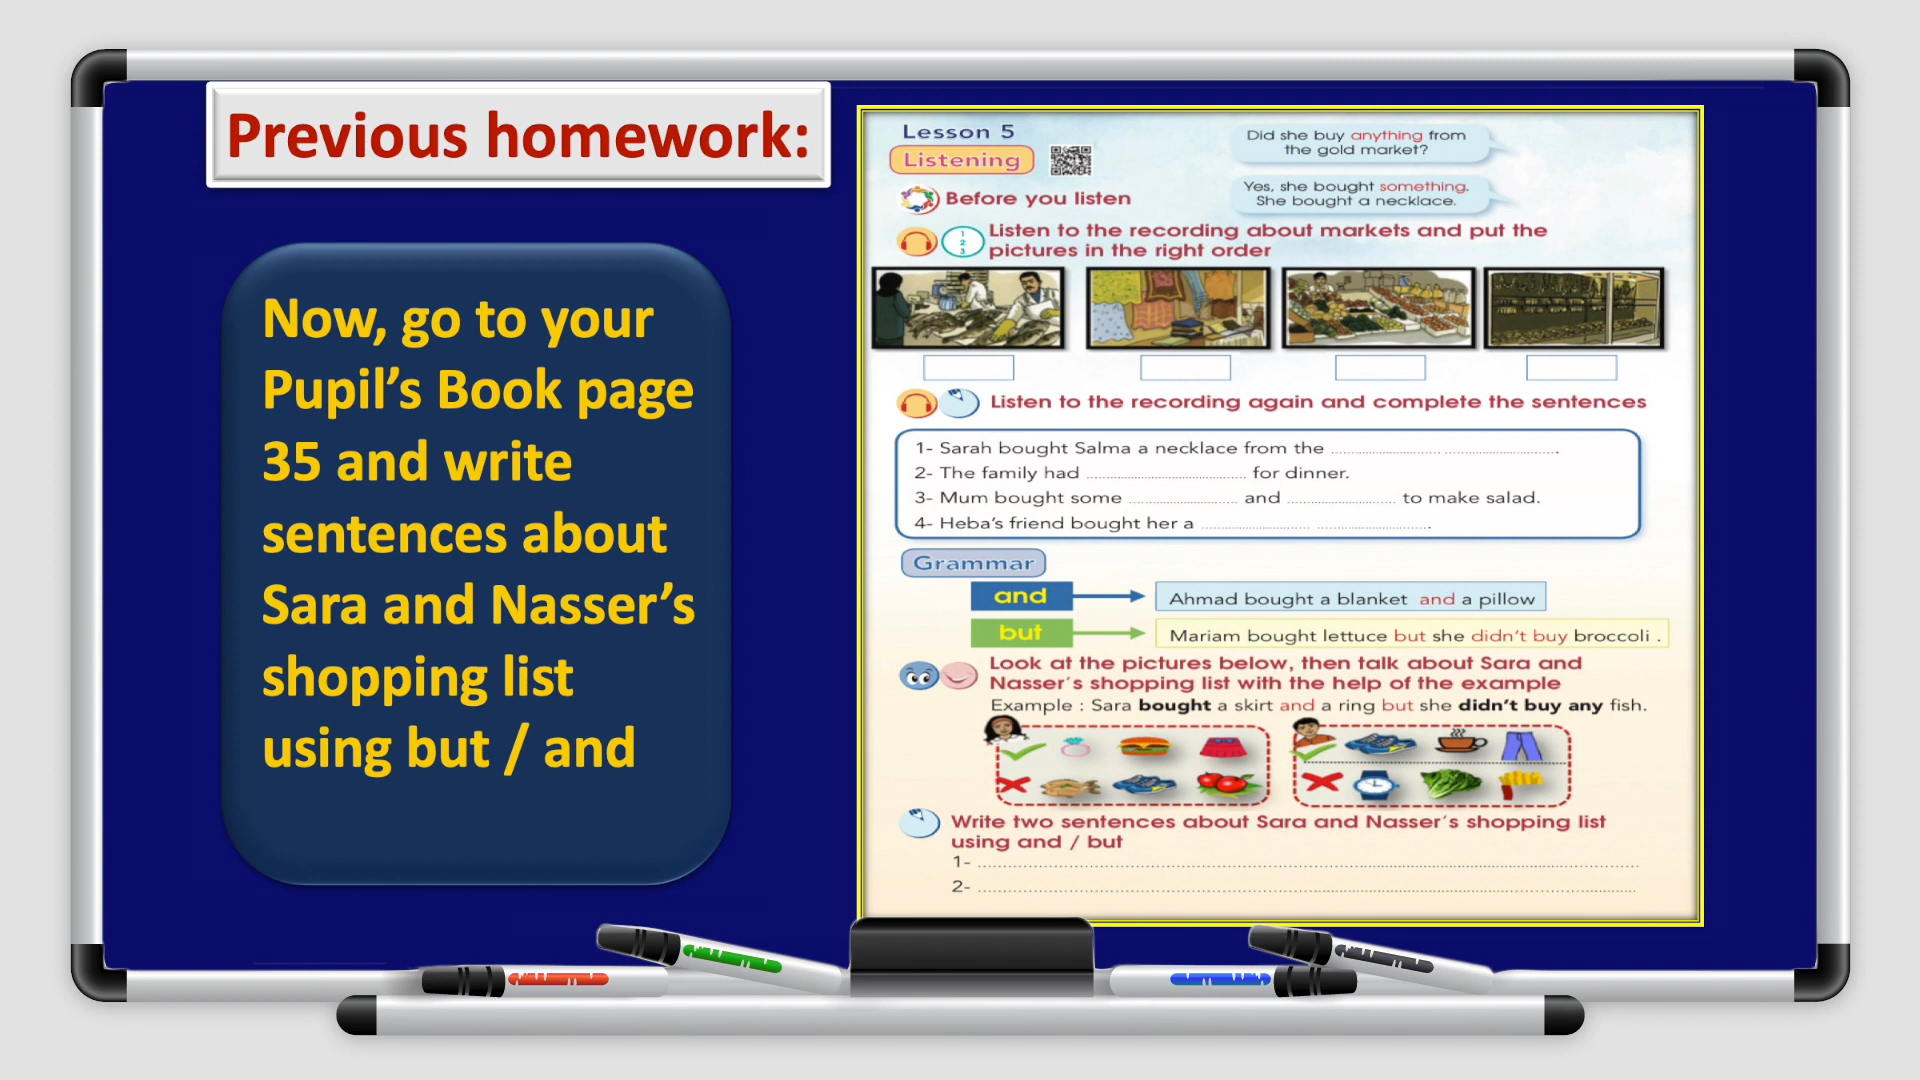 Previous homework:
Now, go to your
Pupil's Book page
35 and write
sentences about
Sara and Nasser's
shopping list
using but / and
Lesson 5
Listening
Did she buy anything from
the gold market?
Yes, she bought something.
She bought a necklace.
Before you listen
1
2
3
Listen to the recording about markets and put the
pictures in the right order
Listen to the recording again and complete the sentences
1- Sarah bought Salma a necklace from the ........................ ........................ .
2- The family had ........................ for dinner.
3- Mum bought some ........................ and ........................ to make salad.
4- Heba's friend bought her a ........................ ........................ .
Grammar
and
Ahmad bought a blanket and a pillow
but
Mariam bought lettuce but she didn't buy broccoli .
Look at the pictures below, then talk about Sara and
Nasser's shopping list with the help of the example
Example : Sara bought a skirt and a ring but she didn't buy any fish.
Write two sentences about Sara and Nasser's shopping list
using and / but
1- ........................
2- ........................